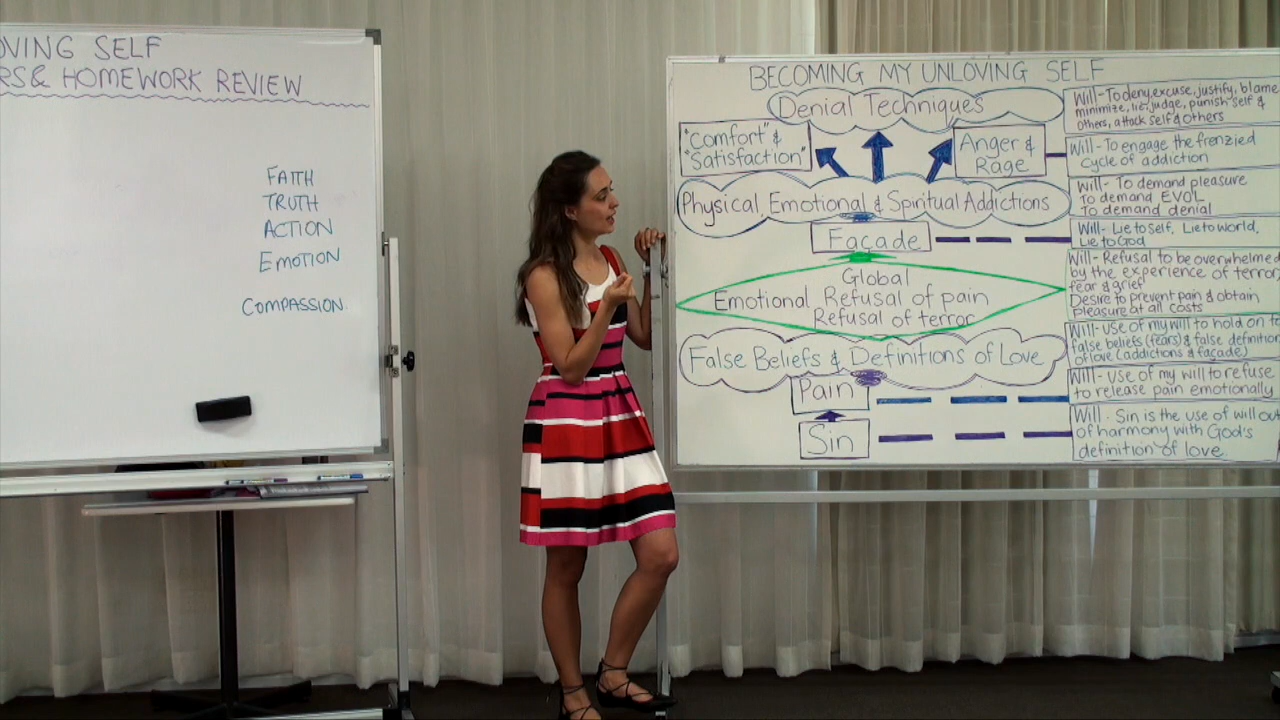 OVING SELF
RS & HOMEWORK REVIEW
FAITH
TRUTH
ACTION
EMOTION
COMPASSION
BECOMING MY UNLOVING SELF
Denial Techniques
"Comfort" &
"Satisfaction"
Anger &
Rage
Physical Emotional & Spiritual Addictions
Façade
Global
Emotional Refusal of pain
Refusal of terror
False Beliefs & Definitions of Love
Pain
Sin
Will - To deny, excuse, justify, blame
minimize, lie, judge, punish self &
others, attack self & others
Will - To engage the frenzied
cycle of addiction
Will - To demand pleasure
To demand EVOL
To demand denial
Will - Lie to self, Lie to world,
Lie to God
Will - Refusal to be overwhelmed
by the experience of terror
fear & grief
Desire to prevent pain & obtain
pleasure at all costs
Will - use of my will to hold on t
false beliefs (fears) & false definition
of love (addictions & façade)
Will - use of my will to refuse
to release pain emotionally
Will - Sin is the use of will ou
of harmony with God's
definition of love